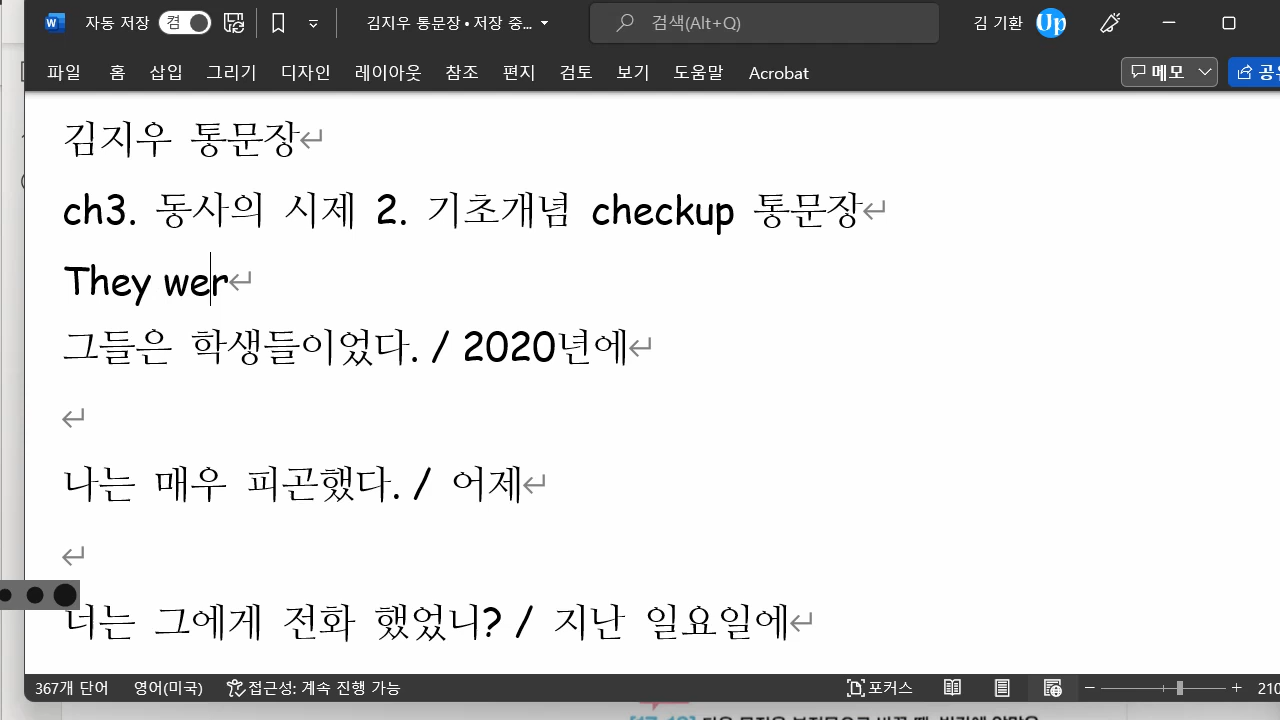 자동 저장 켬 김지우 통문장 • 저장 중... 검색(Alt+Q) 김 기환 Up
파일 홈 삽입 그리기 디자인 레이아웃 참조 편지 검토 보기 도움말 Acrobat 메모
김지우 통문장↵
ch3. 동사의 시제 2. 기초개념 checkup 통문장↵
They wer↵
그들은 학생들이었다. / 2020년에↵
↵
나는 매우 피곤했다. / 어제↵
↵
너는 그에게 전화 했었니? / 지난 일요일에↵
367개 단어 영어(미국) 접근성: 계속 진행 가능 포커스 210